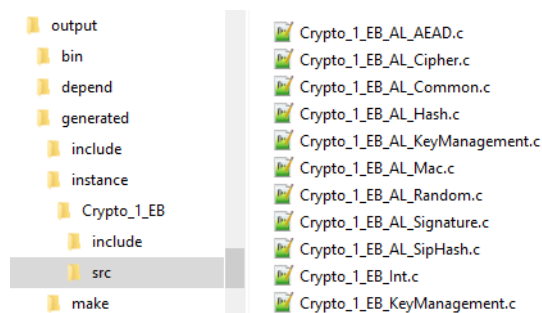 output
bin
depend
generated
include
instance
Crypto_1_EB
include
src
make
Crypto_1_EB_AL_AEAD.c
Crypto_1_EB_AL_Cipher.c
Crypto_1_EB_AL_Common.c
Crypto_1_EB_AL_Hash.c
Crypto_1_EB_AL_KeyManagement.c
Crypto_1_EB_AL_Mac.c
Crypto_1_EB_AL_Random.c
Crypto_1_EB_AL_Signature.c
Crypto_1_EB_AL_SipHash.c
Crypto_1_EB_Int.c
Crypto_1_EB_KeyManagement.c